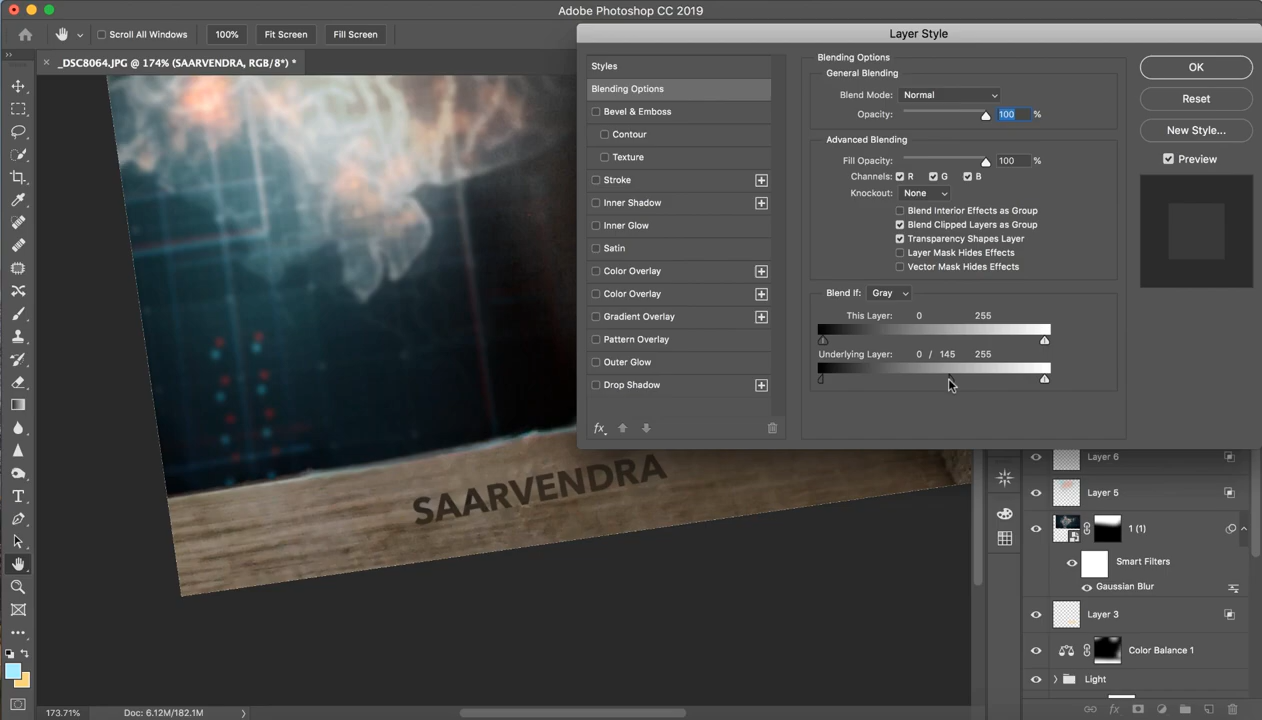 Adobe Photoshop CC 2019
Scroll All Windows
100%
Fit Screen
Fill Screen
_DSC8064.JPG @ 174% (SAARVENDRA, RGB/8*) *
Layer Style
Styles
Blending Options
Bevel & Emboss
Contour
Texture
Stroke
Inner Shadow
Inner Glow
Satin
Color Overlay
Color Overlay
Gradient Overlay
Pattern Overlay
Outer Glow
Drop Shadow
fx
Blending Options
General Blending
Blend Mode: Normal
Opacity: 100 %
Advanced Blending
Fill Opacity: 100 %
Channels: R G B
Knockout: None
Blend Interior Effects as Group
Blend Clipped Layers as Group
Transparency Shapes Layer
Layer Mask Hides Effects
Vector Mask Hides Effects
Blend If: Gray
This Layer: 0 255
Underlying Layer: 0 / 145 255
OK
Reset
New Style...
Preview
SAARVENDRA
Layer 6
Layer 5
1 (1)
Smart Filters
Gaussian Blur
Layer 3
Color Balance 1
Light
fx
173.71%
Doc: 6.12M/182.1M